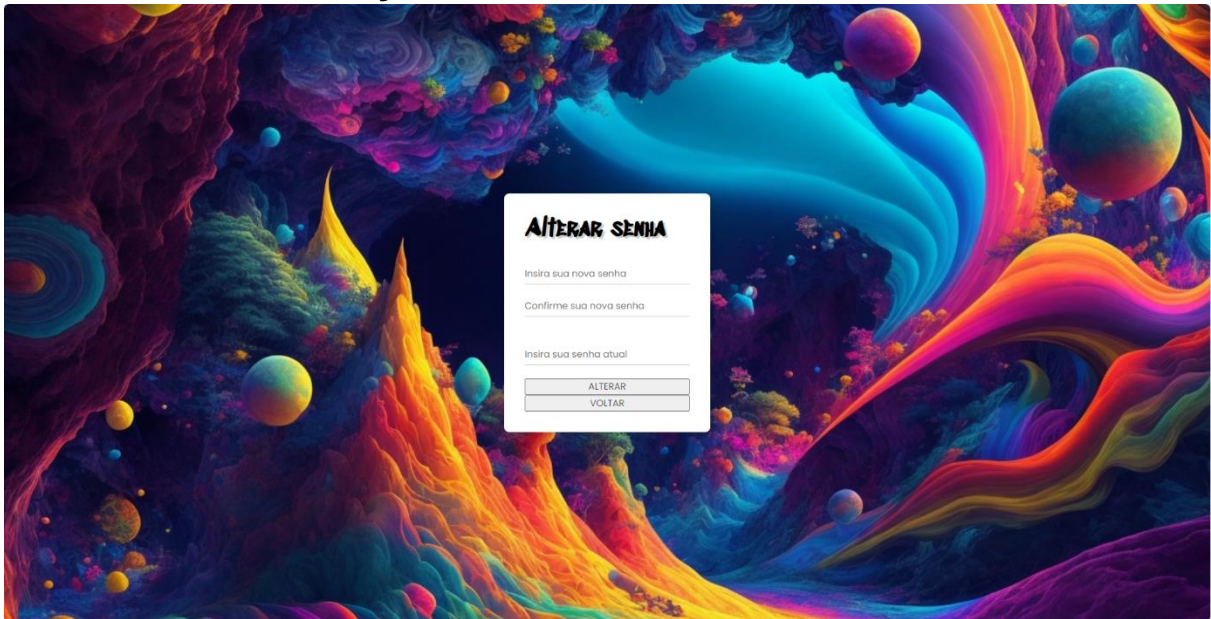 Alterar senha
Insira sua nova senha
Confirme sua nova senha
Insira sua senha atual
ALTERAR
VOLTAR